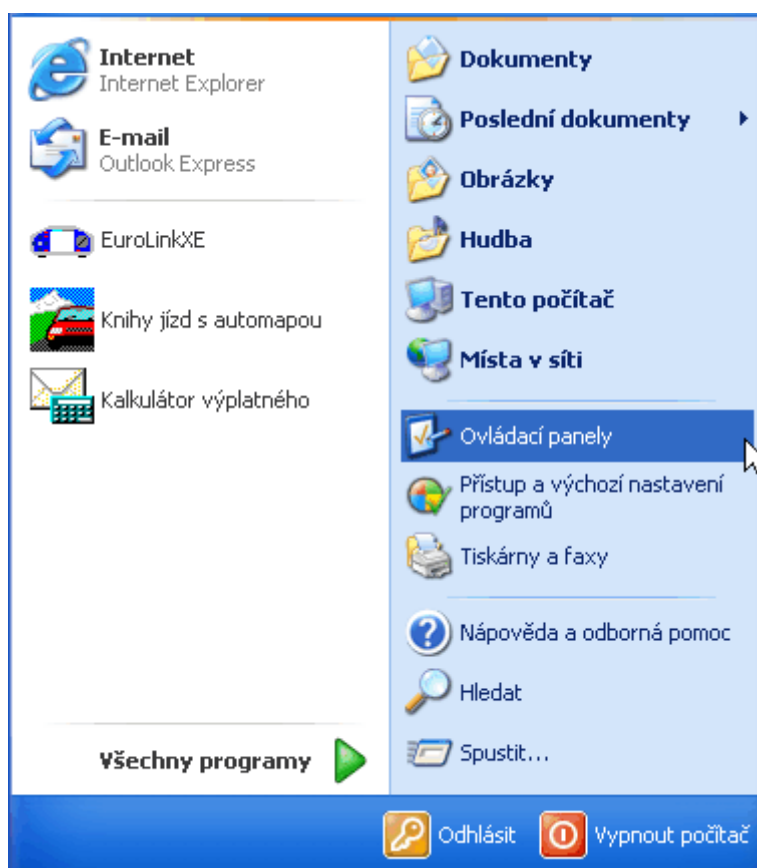 Internet
Internet Explorer
E-mail
Outlook Express
EuroLinkXE
Knihy jízd s automapou
Kalkulátor výplatného
Všechny programy
Dokumenty
Poslední dokumenty
Obrázky
Hudba
Tento počítač
Místa v síti
Ovládací panely
Přístup a výchozí nastavení
programů
Tiskárny a faxy
Nápověda a odborná pomoc
Hledat
Spustit...
Odhlásit
Vypnout počítač